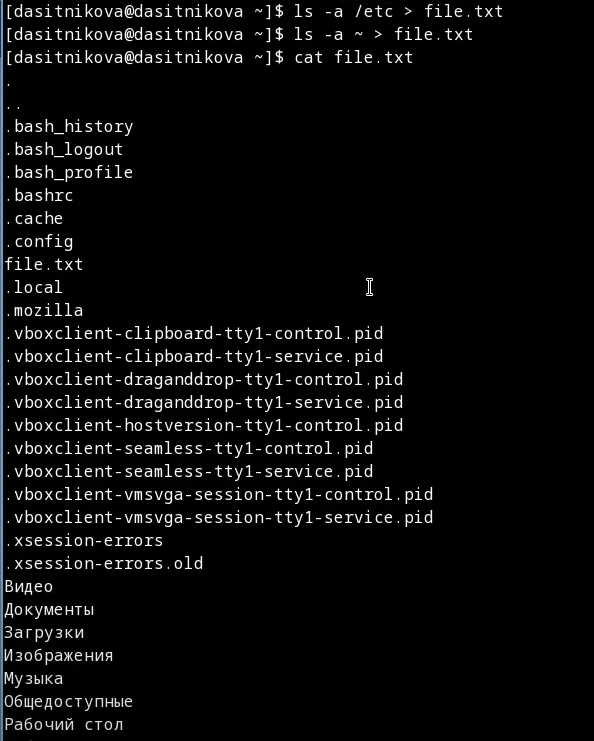 [dasitnikova@dasitnikova ~]$ ls -a /etc > file.txt
[dasitnikova@dasitnikova ~]$ ls -a ~ > file.txt
[dasitnikova@dasitnikova ~]$ cat file.txt
.
..
.bash_history
.bash_logout
.bash_profile
.bashrc
.cache
.config
file.txt
.local
.mozilla
.vboxclient-clipboard-tty1-control.pid
.vboxclient-clipboard-tty1-service.pid
.vboxclient-draganddrop-tty1-control.pid
.vboxclient-draganddrop-tty1-service.pid
.vboxclient-hostversion-tty1-control.pid
.vboxclient-seamless-tty1-control.pid
.vboxclient-seamless-tty1-service.pid
.vboxclient-vmsvga-session-tty1-control.pid
.vboxclient-vmsvga-session-tty1-service.pid
.xsession-errors
.xsession-errors.old
Видео
Документы
Загрузки
Изображения
Музыка
Общедоступные
Рабочий стол